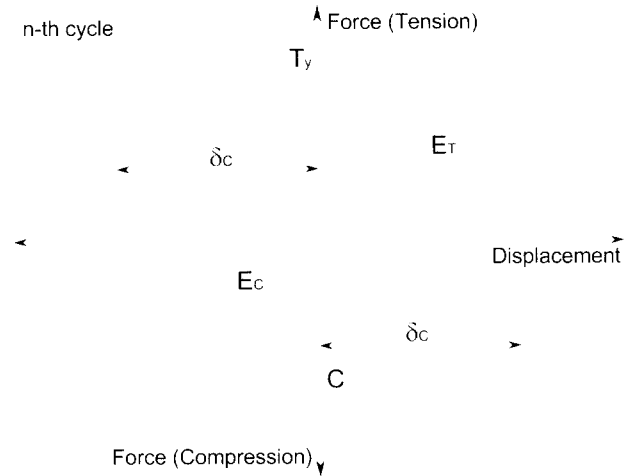 n-th cycle
Force (Tension)
Ty
δC
ET
Displacement
EC
δC
C
Force (Compression)